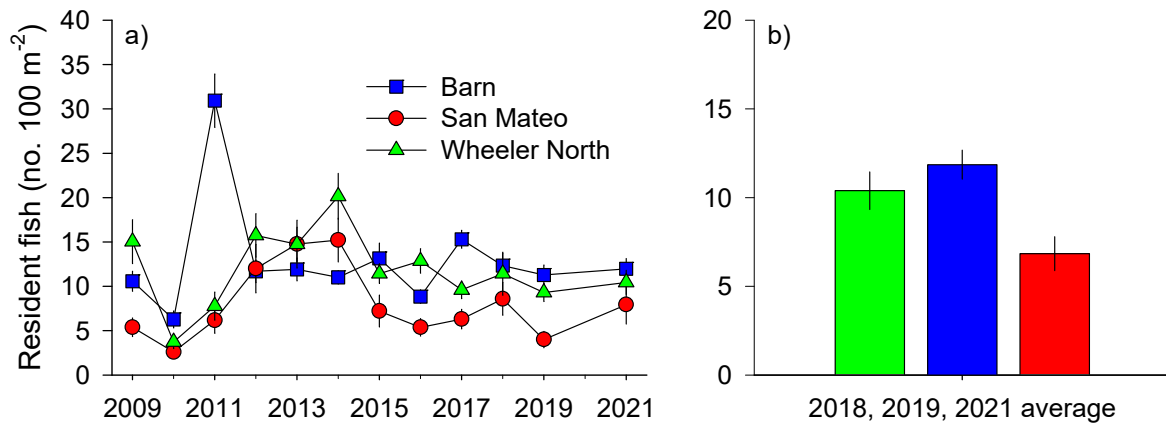 a)
Resident fish (no. 100 m⁻²)
40
35
30
25
20
15
10
5
0
Barn
San Mateo
Wheeler North
2009 2011 2013 2015 2017 2019 2021
b)
20
15
10
5
0
2018, 2019, 2021 average